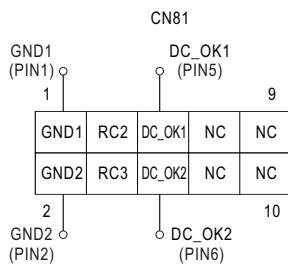 CN81
GND1 DC_OK1
(PIN1) (PIN5)
1 9
GND1 RC2 DC_OK1 NC NC
GND2 RC3 DC_OK2 NC NC
2 10
GND2 DC_OK2
(PIN2) (PIN6)